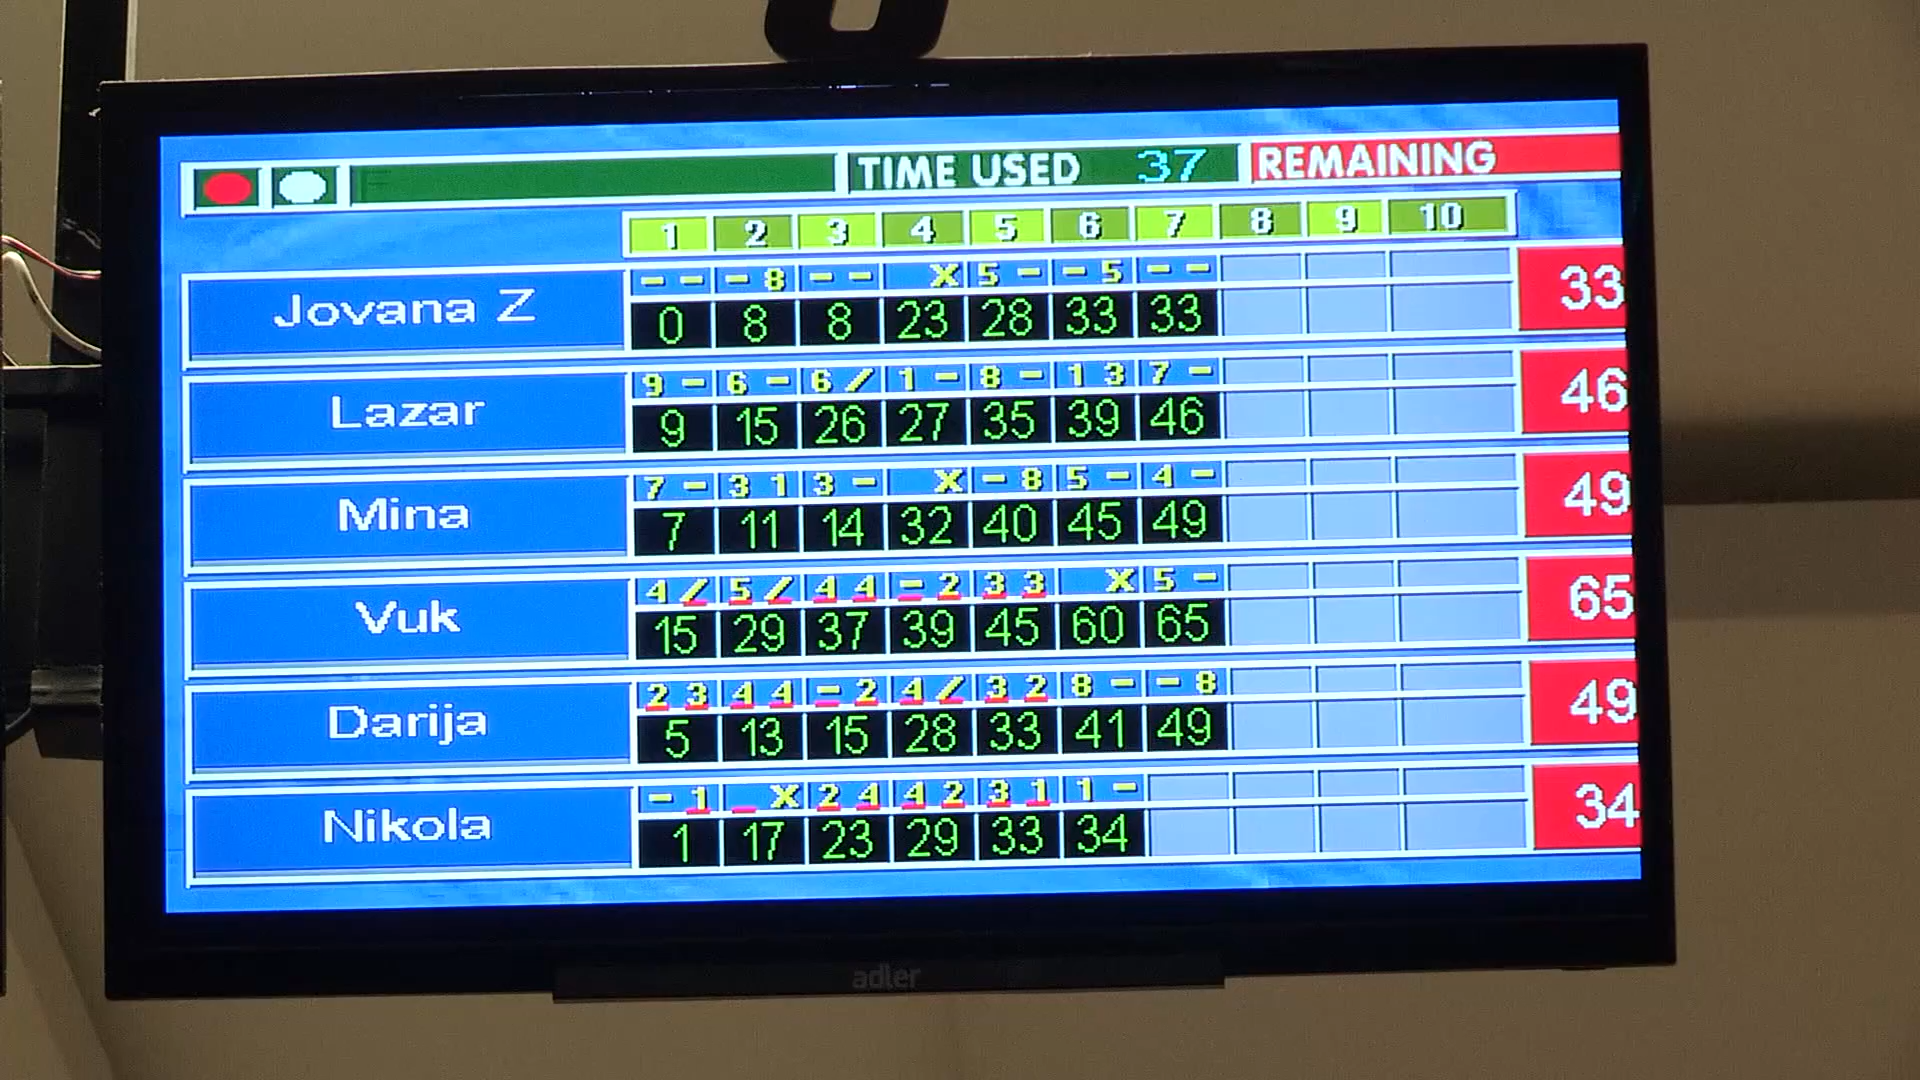 TIME USED 37 REMAINING
1 2 3 4 5 6 7 8 9 10
- - - 8 - - X 5 - - 5 - -
Jovana Z 0 8 8 23 28 33 33 33
9 - 6 - 6 / 1 - 8 - 1 3 7 -
Lazar 9 15 26 27 35 39 46 46
7 - 3 1 3 - X - 8 5 - 4 -
Mina 7 11 14 32 40 45 49 49
4 / 5 / 4 4 - 2 3 3 X 5 -
Vuk 15 29 37 39 45 60 65 65
2 3 4 4 - 2 4 / 3 2 8 - - 8
Darija 5 13 15 28 33 41 49 49
- 1 X 2 4 4 2 3 1 1 -
Nikola 1 17 23 29 33 34 34
adler